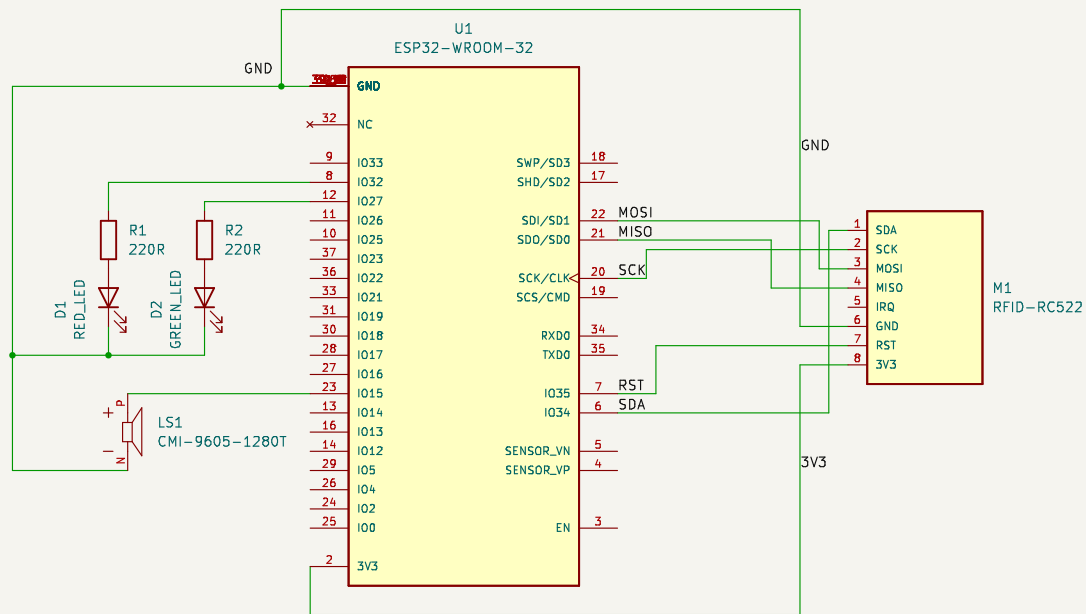 U1
ESP32-WROOM-32
GND
GND
32 NC
9 IO33
8 IO32
12 IO27
11 IO26
10 IO25
37 IO23
36 IO22
33 IO21
31 IO19
30 IO18
28 IO17
27 IO16
23 IO15
13 IO14
16 IO13
14 IO12
29 IO5
26 IO4
24 IO2
25 IO0
2 3V3
SWP/SD3 18
SHD/SD2 17
SDI/SD1 22 MOSI
SDO/SD0 21 MISO
SCK/CLK 20 SCK
SCS/CMD 19
RXD0 34
TXD0 35
IO35 7 RST
IO34 6 SDA
SENSOR_VN 5
SENSOR_VP 4
EN 3
R1
220R
R2
220R
D1
RED_LED
D2
GREEN_LED
+ P
- N
LS1
CMI-9605-1280T
GND
3V3
1 SDA
2 SCK
3 MOSI
4 MISO
5 IRQ
6 GND
7 RST
8 3V3
M1
RFID-RC522